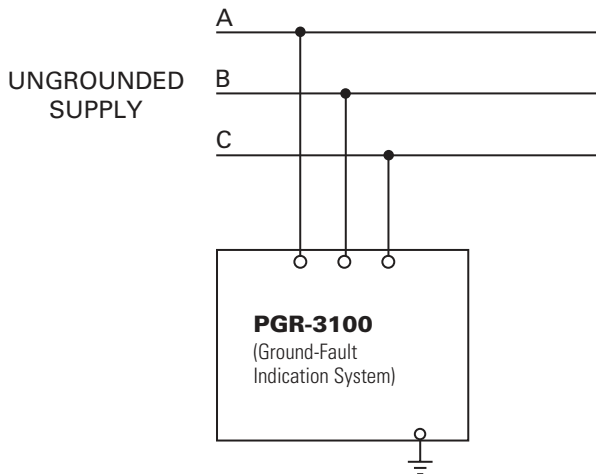 A
UNGROUNDED
SUPPLY
B
C
PGR-3100
(Ground-Fault
Indication System)